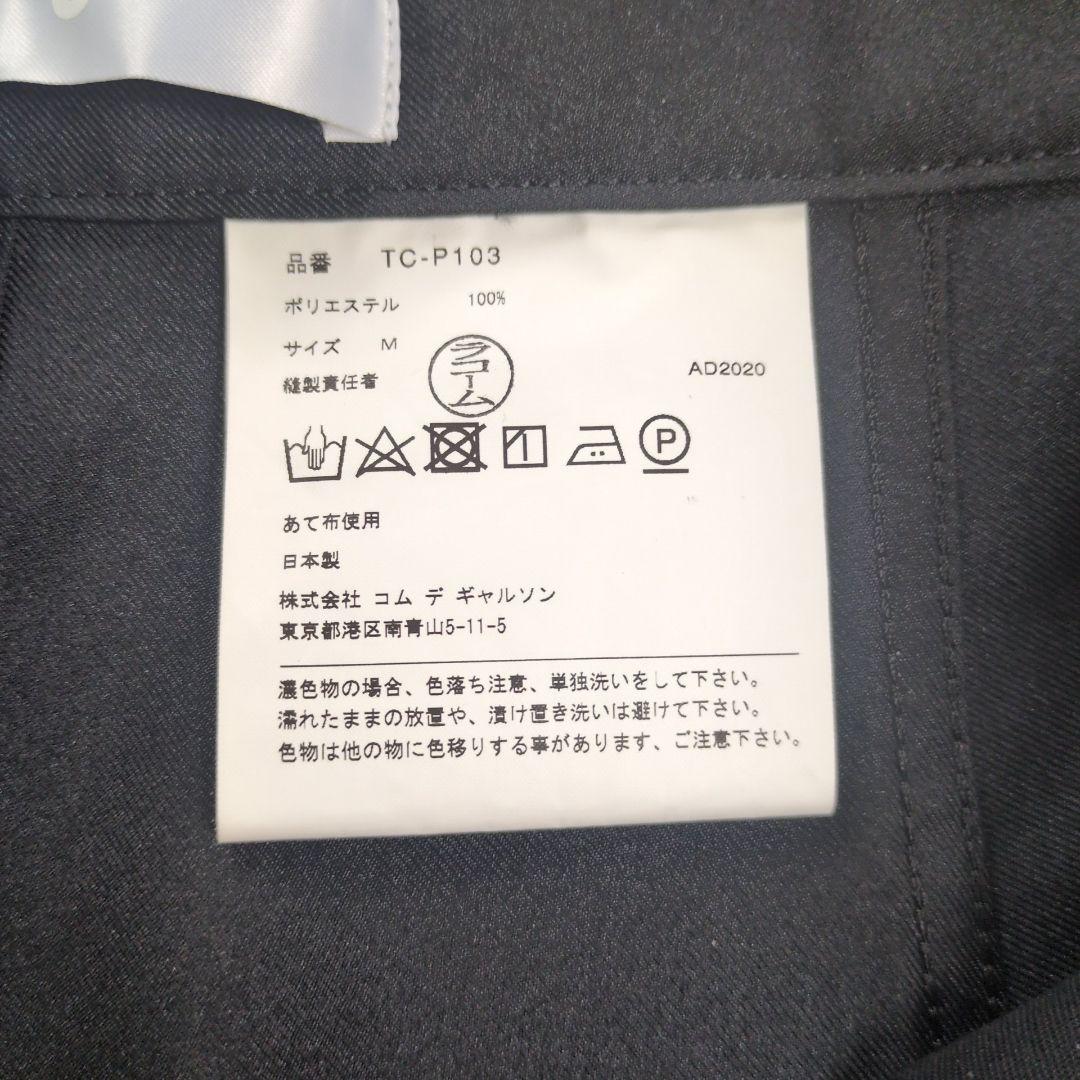 品番 TC-P103
ポリエステル 100%
サイズ M
縫製責任者 ラコーム
AD2020
P
あて布使用
日本製
株式会社 コム デ ギャルソン
東京都港区南青山5-11-5
濃色物の場合、色落ち注意、単独洗いをして下さい。
濡れたままの放置や、漬け置き洗いは避けて下さい。
色物は他の物に色移りする事があります、ご注意下さい。